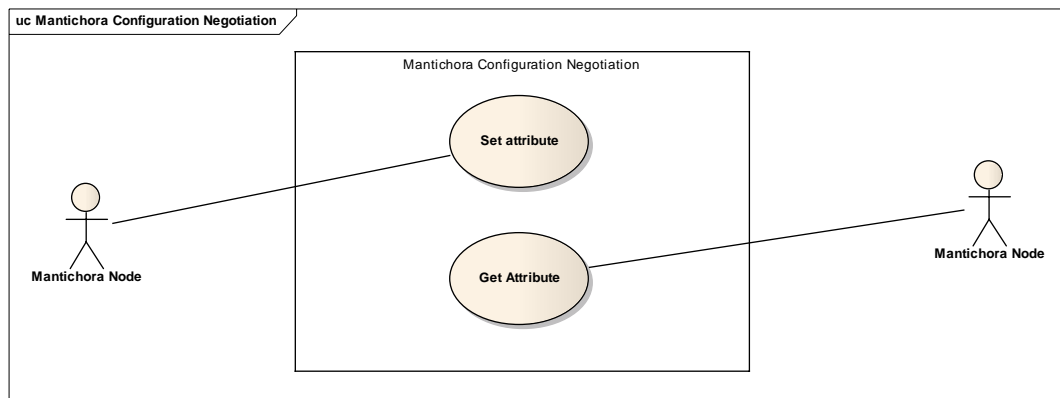 uc Mantichora Configuration Negotiation
Mantichora Configuration Negotiation
Set attribute
Get Attribute
Mantichora Node
Mantichora Node